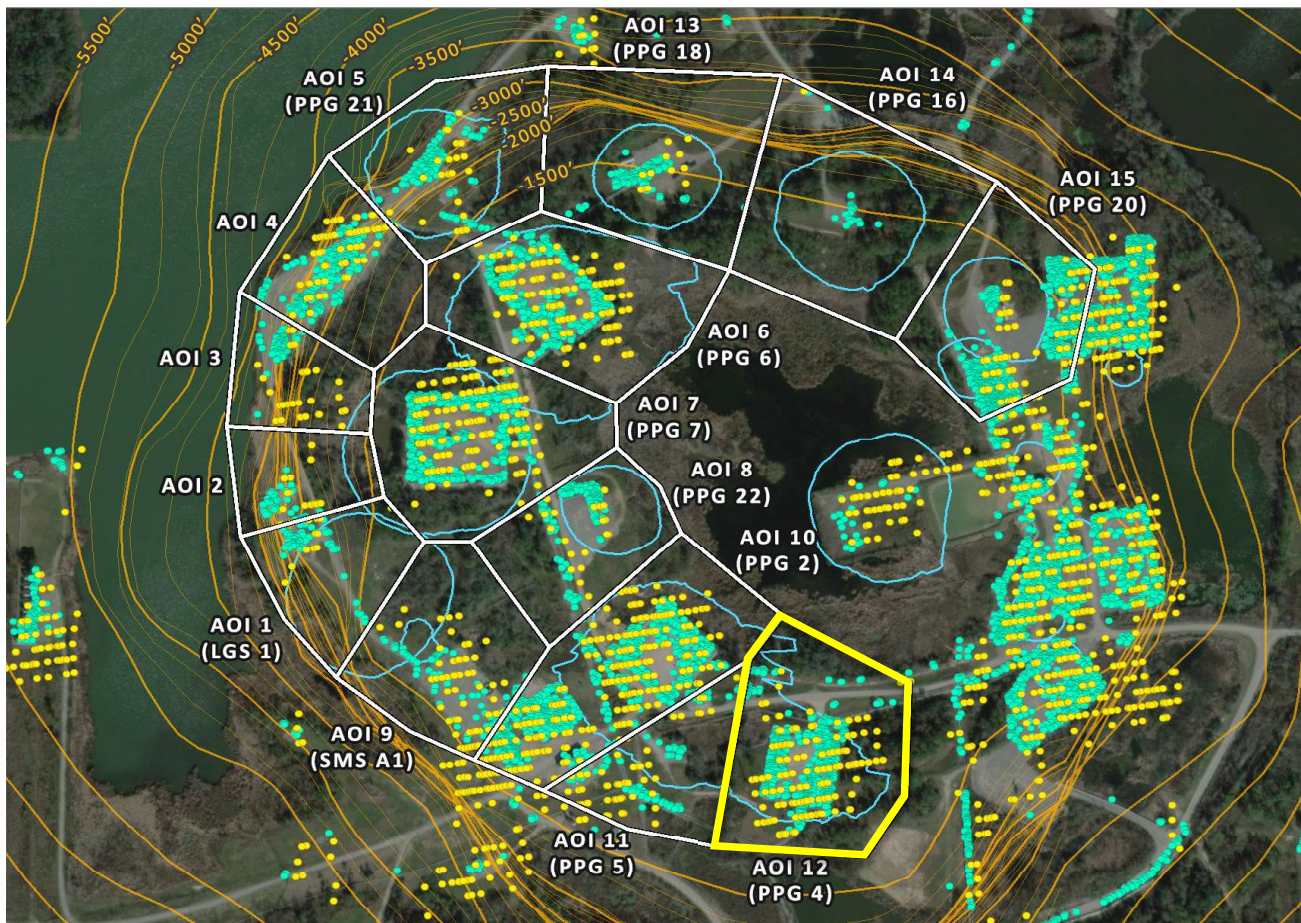 -5500'
-5000'
-4500'
-4000'
-3500'
-3000'
-2500'
-2000'
-1500'
AOI 13
(PPG 18)
AOI 14
(PPG 16)
AOI 5
(PPG 21)
AOI 15
(PPG 20)
AOI 4
AOI 3
AOI 6
(PPG 6)
AOI 7
(PPG 7)
AOI 8
(PPG 22)
AOI 2
AOI 10
(PPG 2)
AOI 1
(LGS 1)
AOI 9
(SMS A1)
AOI 11
(PPG 5)
AOI 12
(PPG 4)